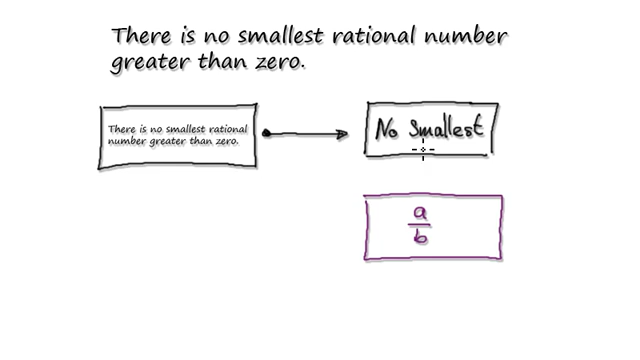 There is no smallest rational number
greater than zero.
There is no smallest rational
number greater than zero.
No Smallest
a
b